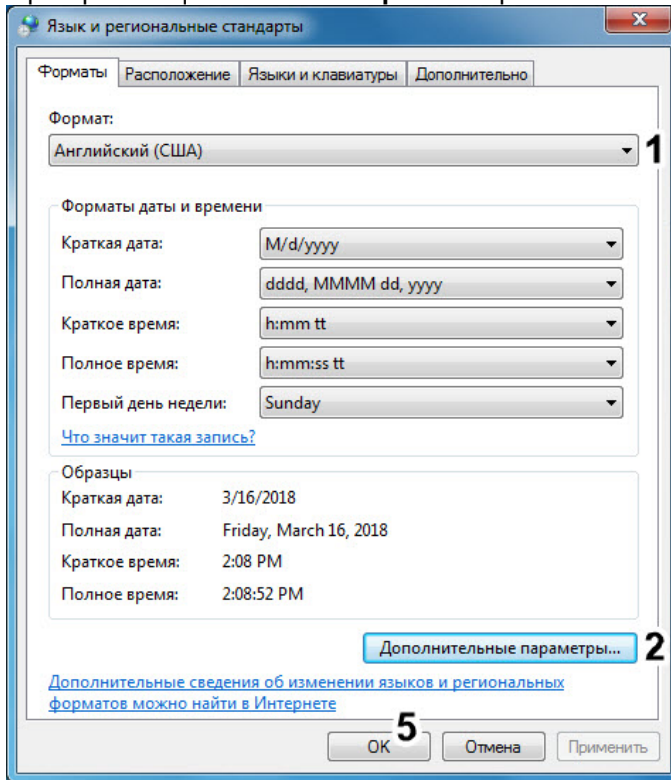 Язык и региональные стандарты
Форматы Расположение Языки и клавиатуры Дополнительно
Формат:
Английский (США) 1
Форматы даты и времени
Краткая дата: M/d/yyyy
Полная дата: dddd, MMMM dd, yyyy
Краткое время: h:mm tt
Полное время: h:mm:ss tt
Первый день недели: Sunday
Что значит такая запись?
Образцы
Краткая дата: 3/16/2018
Полная дата: Friday, March 16, 2018
Краткое время: 2:08 PM
Полное время: 2:08:52 PM
Дополнительные параметры... 2
Дополнительные сведения об изменении языков и региональных
форматов можно найти в Интернете
5
ОК Отмена Применить